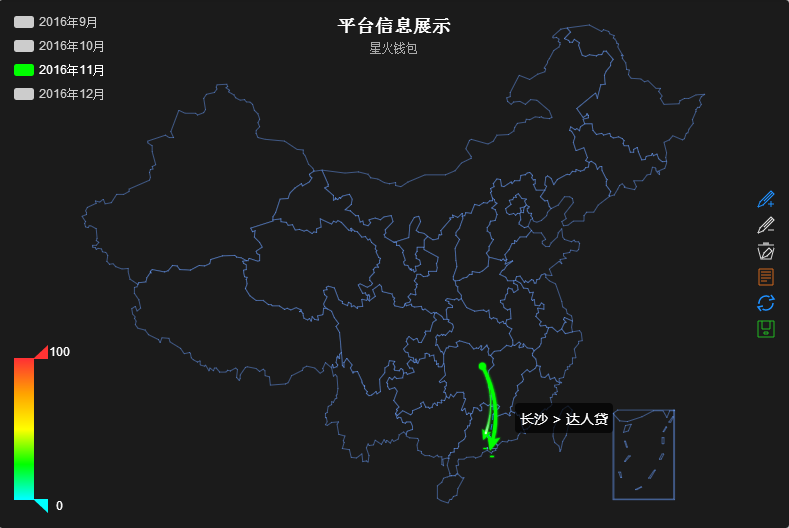 平台信息展示
星火钱包
2016年9月
2016年10月
2016年11月
2016年12月
100
0
长沙 > 达人贷